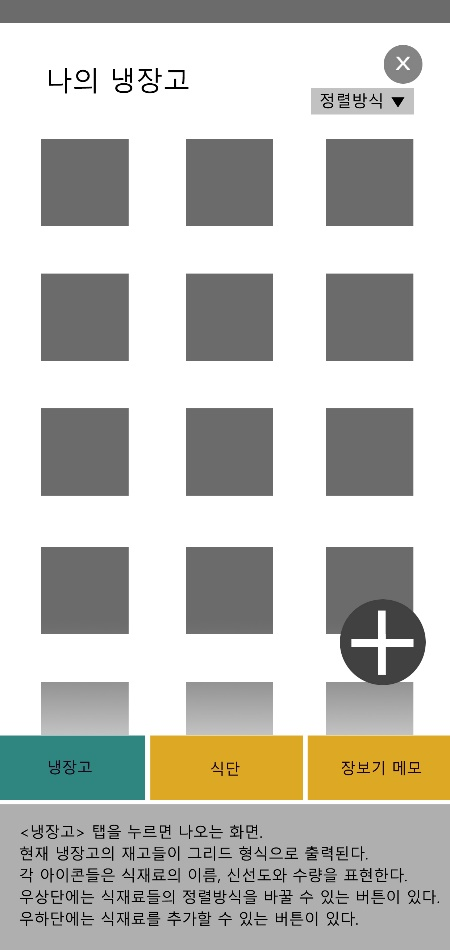 나의 냉장고
X
정렬방식 ▼
냉장고
식단
장보기 메모
<냉장고> 탭을 누르면 나오는 화면.
현재 냉장고의 재고들이 그리드 형식으로 출력된다.
각 아이콘들은 식재료의 이름, 신선도와 수량을 표현한다.
우상단에는 식재료들의 정렬방식을 바꿀 수 있는 버튼이 있다.
우하단에는 식재료를 추가할 수 있는 버튼이 있다.